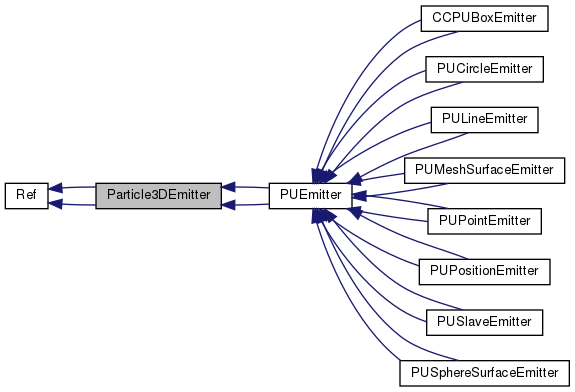 CCPUBoxEmitter
PUCircleEmitter
PULineEmitter
PUMeshSurfaceEmitter
Ref
Particle3DEmitter
PUEmitter
PUPointEmitter
PUPositionEmitter
PUSlaveEmitter
PUSphereSurfaceEmitter